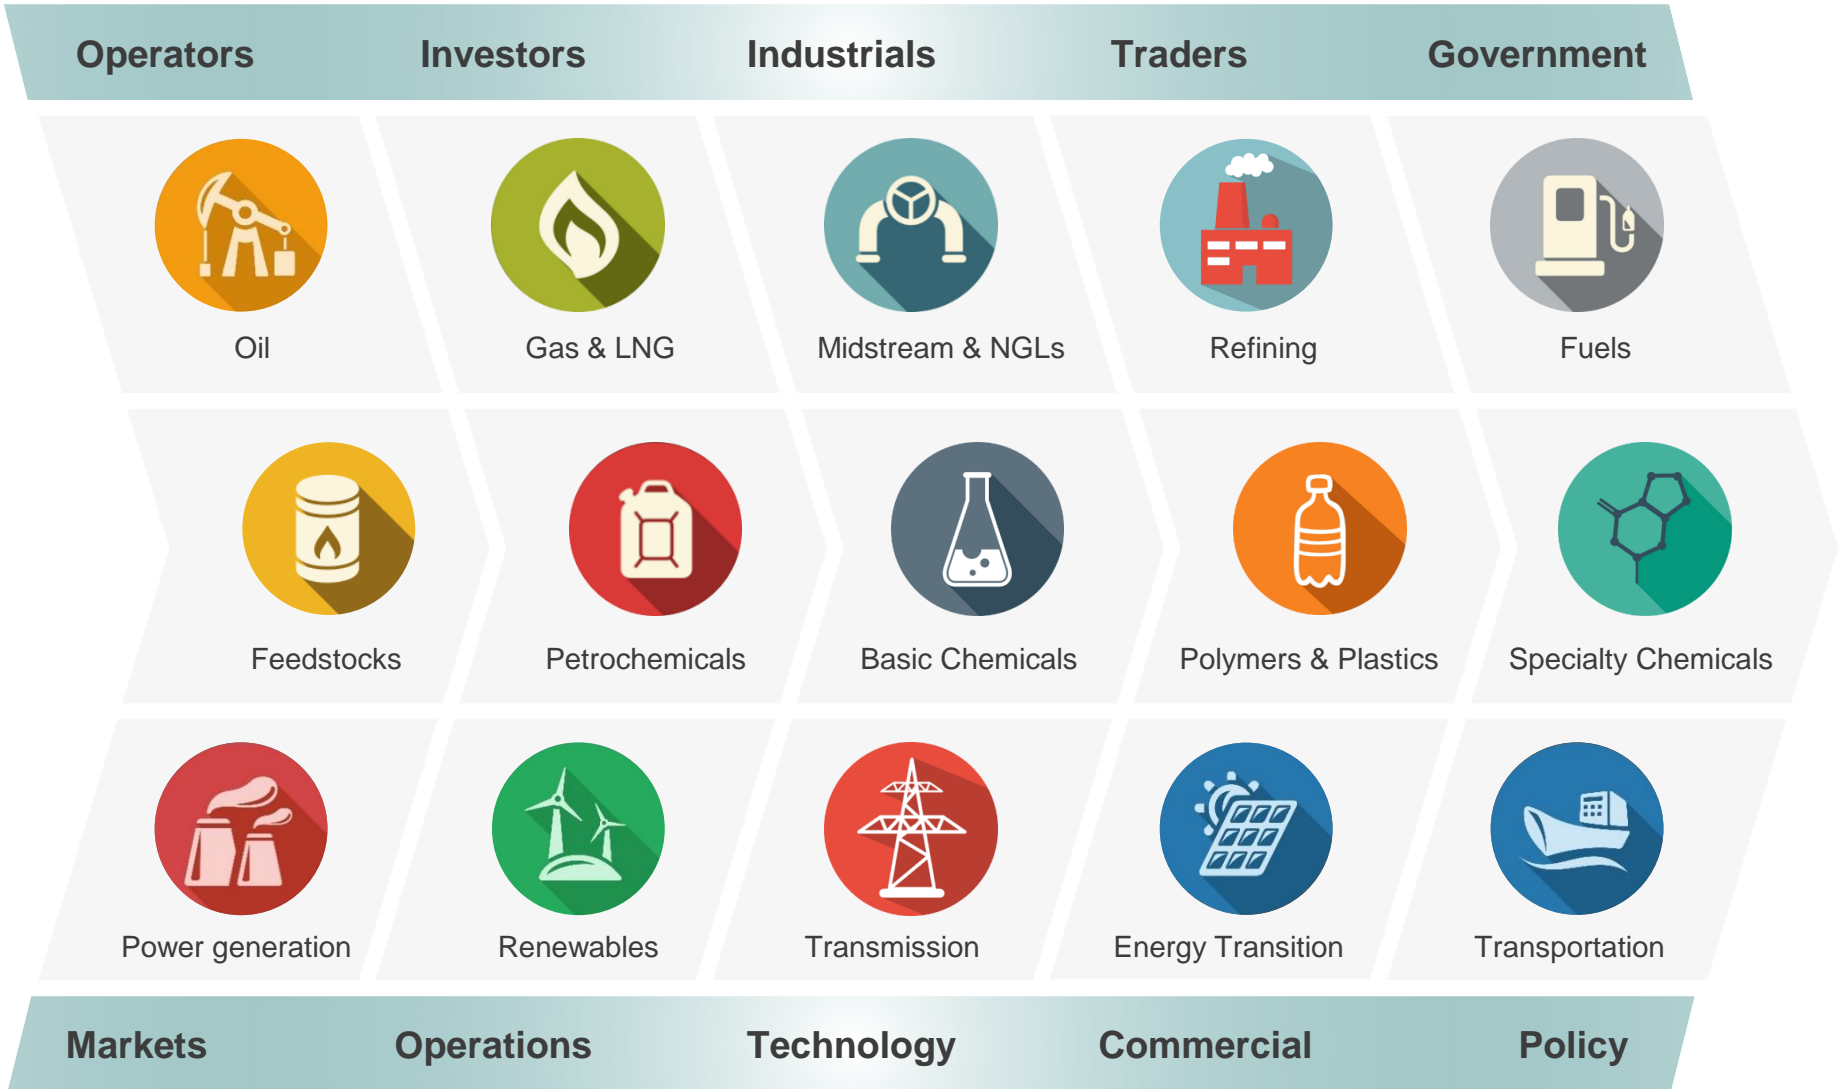 Operators
Investors
Industrials
Traders
Government
Oil
Gas & LNG
Midstream & NGLs
Refining
Fuels
Feedstocks
Petrochemicals
Basic Chemicals
Polymers & Plastics
Specialty Chemicals
Power generation
Renewables
Transmission
Energy Transition
Transportation
Markets
Operations
Technology
Commercial
Policy